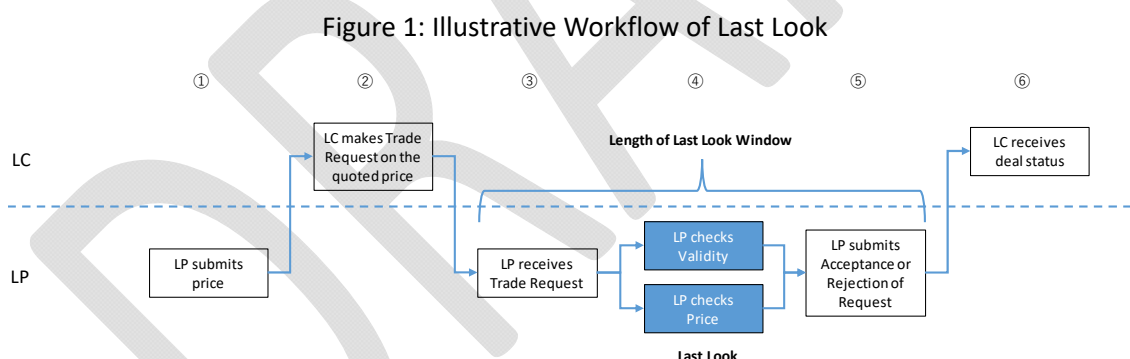 Figure 1: Illustrative Workflow of Last Look
① ② ③ ④ ⑤ ⑥
LC
LC makes Trade
Request on the
quoted price
Length of Last Look Window
LC receives
deal status
LP
LP submits
price
LP receives
Trade Request
LP checks
Validity
LP checks
Price
LP submits
Acceptance or
Rejection of
Request
Last Look
DRA